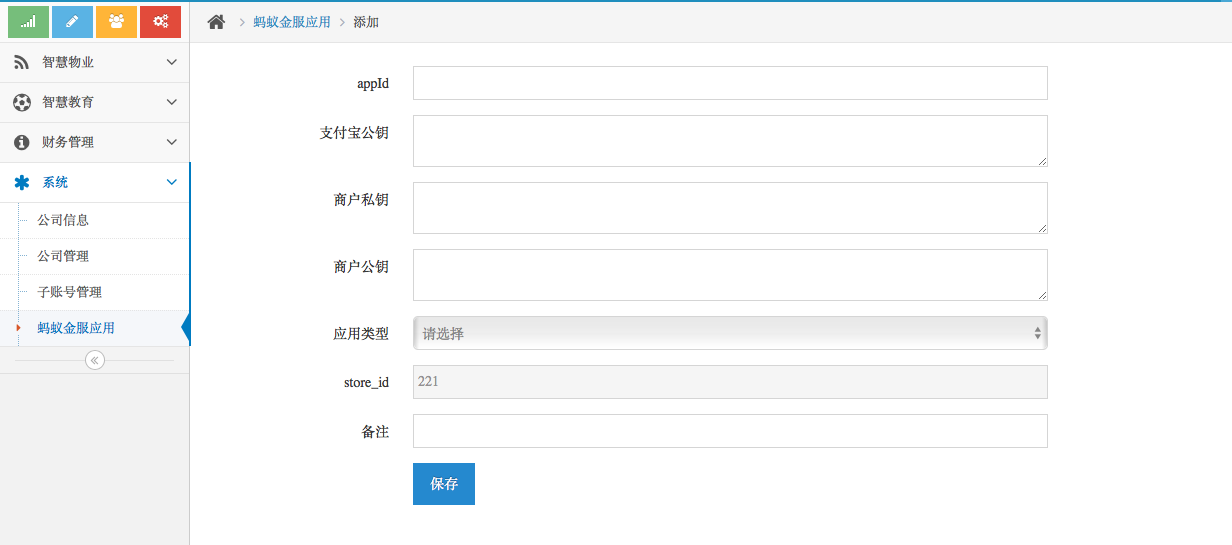 蚂蚁金服应用 添加
智慧物业
智慧教育
财务管理
系统
公司信息
公司管理
子账号管理
蚂蚁金服应用
appId
支付宝公钥
商户私钥
商户公钥
应用类型 请选择
store_id 221
备注
保存